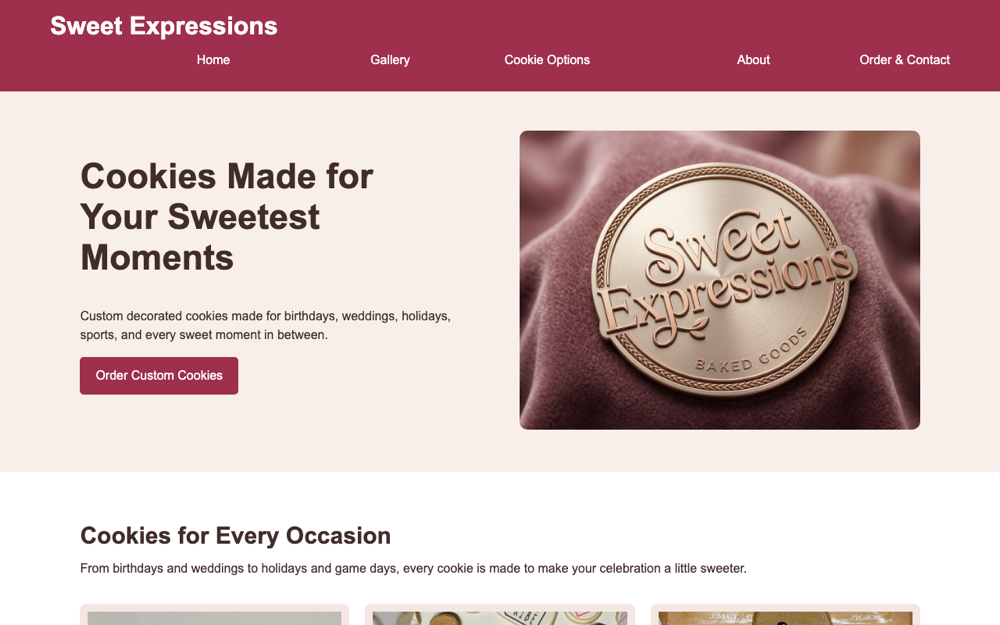 Sweet Expressions
Home Gallery Cookie Options About Order & Contact
Cookies Made for
Your Sweetest
Moments
Custom decorated cookies made for birthdays, weddings, holidays,
sports, and every sweet moment in between.
Order Custom Cookies
Sweet
Expressions
BAKED GOODS
Cookies for Every Occasion
From birthdays and weddings to holidays and game days, every cookie is made to make your celebration a little sweeter.